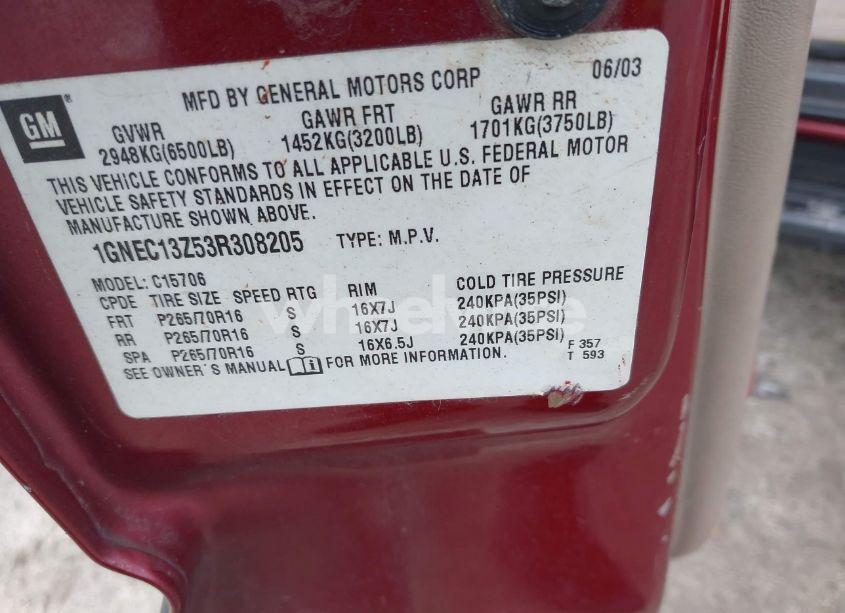 GM®
MFD BY GENERAL MOTORS CORP 06/03
GVWR GAWR FRT GAWR RR
2948KG(6500LB) 1452KG(3200LB) 1701KG(3750LB)
THIS VEHICLE CONFORMS TO ALL APPLICABLE U.S. FEDERAL MOTOR
VEHICLE SAFETY STANDARDS IN EFFECT ON THE DATE OF
MANUFACTURE SHOWN ABOVE.
1GNEC13Z53R308205 TYPE: M.P.V.
MODEL: C15706
CPDE TIRE SIZE SPEED RTG RIM COLD TIRE PRESSURE
FRT P265/70R16 S 16X7J 240KPA(35PSI)
RR P265/70R16 S 16X7J 240KPA(35PSI)
SPA P265/70R16 S 16X6.5J 240KPA(35PSI)
SEE OWNER'S MANUAL FOR MORE INFORMATION.
F 357
T 593